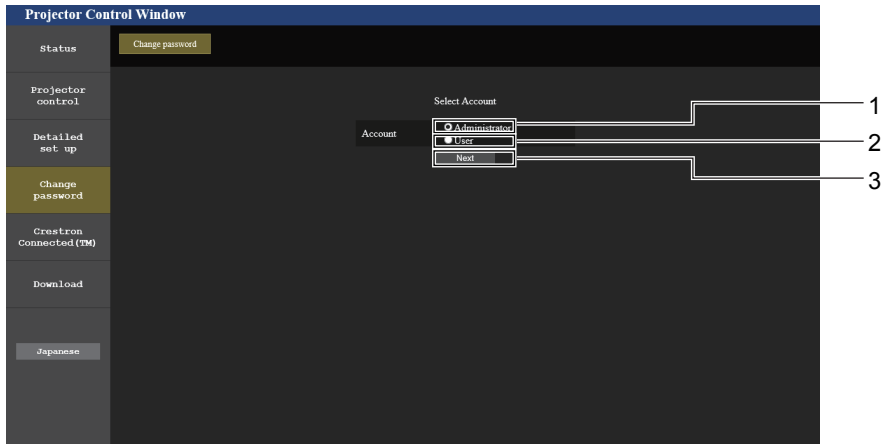 Projector Control Window
Status
Change password
Projector
control
Select Account
1
Account
Administrator
Detailed
set up
User
2
Next
3
Change
password
Crestron
Connected(TM)
Download
Japanese